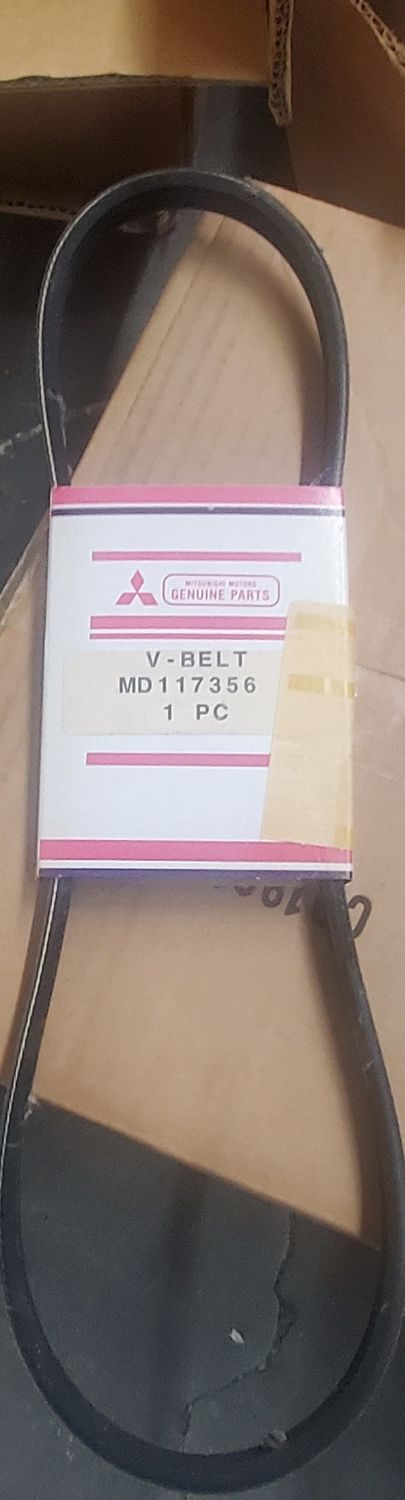 MITSUBISHI MOTORS
GENUINE PARTS
V-BELT
MD117356
1 PC